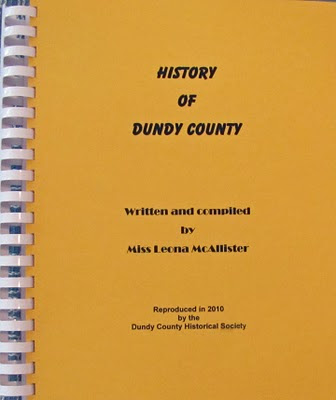 HISTORY
OF
DUNDY COUNTY
Written and compiled
by
Miss Leona McAllister
Reproduced in 2010
by the
Dundy County Historical Society